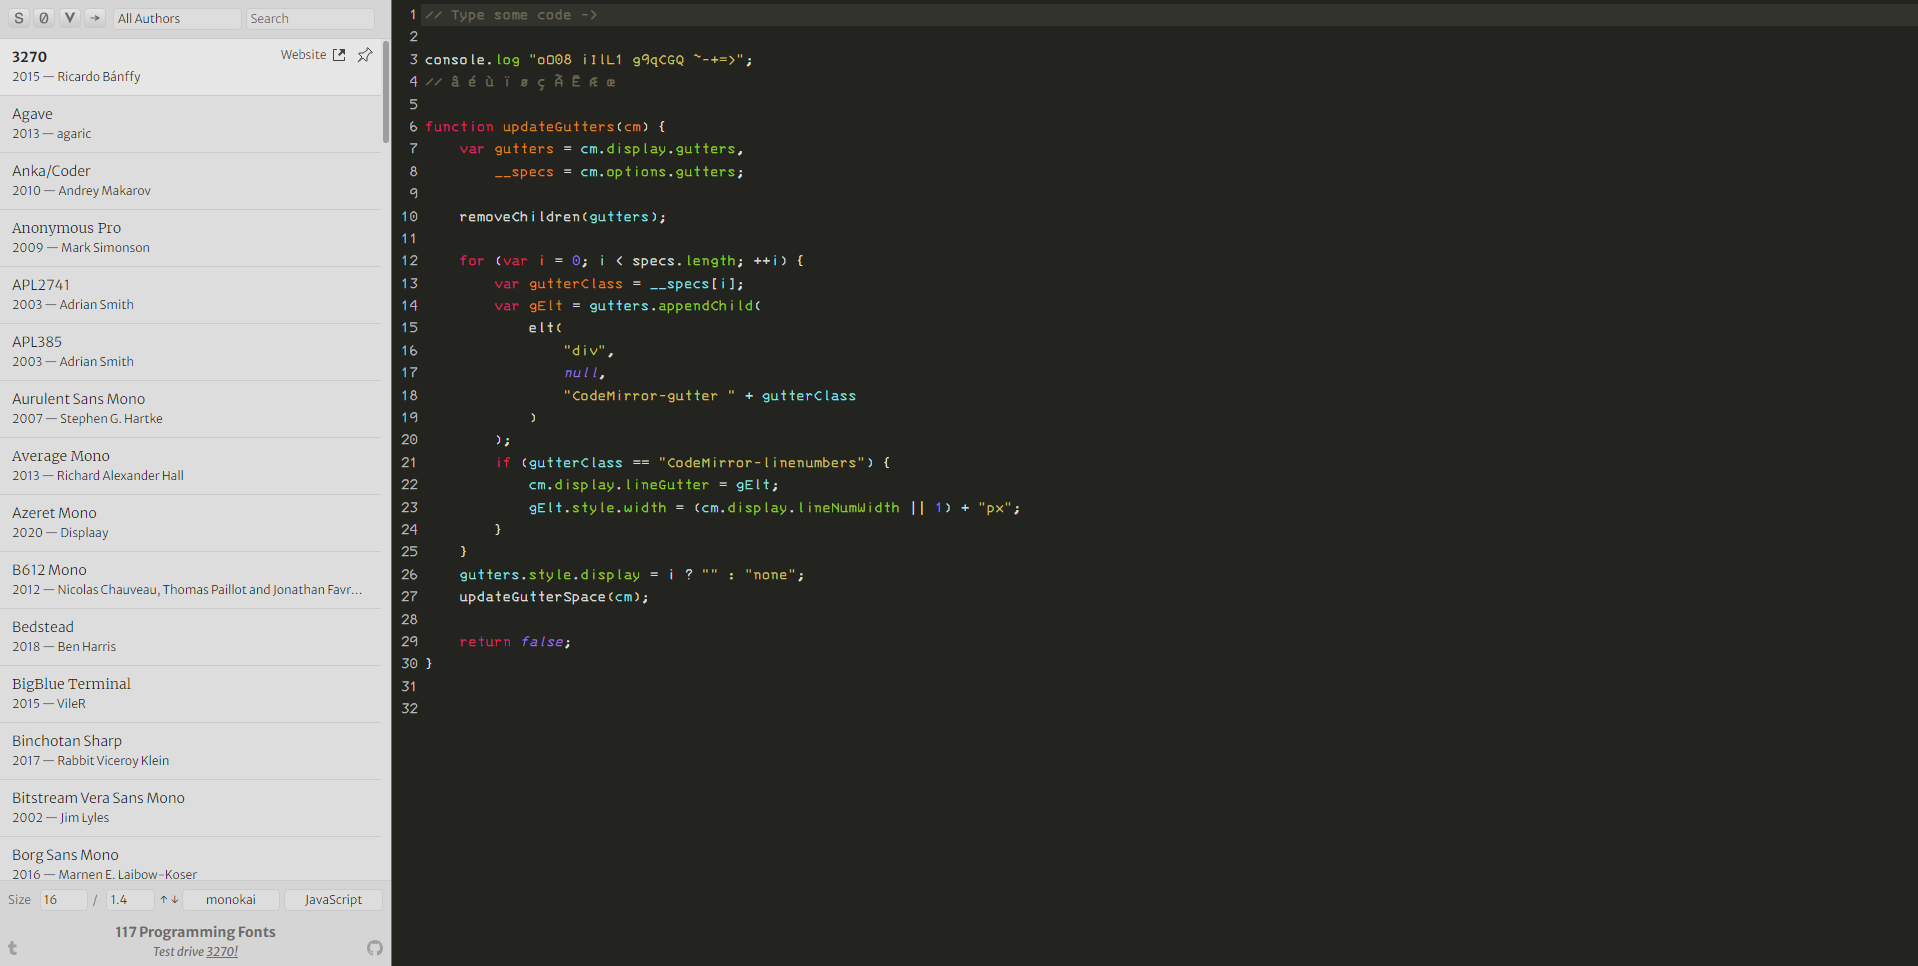 S 0 V → All Authors Search
3270 Website
2015 — Ricardo Bánffy
Agave
2013 — agaric
Anka/Coder
2010 — Andrey Makarov
Anonymous Pro
2009 — Mark Simonson
APL2741
2003 — Adrian Smith
APL385
2003 — Adrian Smith
Aurulent Sans Mono
2007 — Stephen G. Hartke
Average Mono
2013 — Richard Alexander Hall
Azeret Mono
2020 — Displaay
B612 Mono
2012 — Nicolas Chauveau, Thomas Paillot and Jonathan Favr...
Bedstead
2018 — Ben Harris
BigBlue Terminal
2015 — VileR
Binchotan Sharp
2017 — Rabbit Viceroy Klein
Bitstream Vera Sans Mono
2002 — Jim Lyles
Borg Sans Mono
2016 — Marnen E. Laibow-Koser
Size 16 / 1.4 ↑↓ monokai JavaScript
117 Programming Fonts
t Test drive 3270!
1 // Type some code ->
2
3 console.log "o▯08 iIlL1 g9qCGQ ~-+=>";
4 // â é ù ï ø ç Ã Ē Æ œ
5
6 function updateGutters(cm) {
7 var gutters = cm.display.gutters,
8 __specs = cm.options.gutters;
9
10 removeChildren(gutters);
11
12 for (var i = 0; i < specs.length; ++i) {
13 var gutterClass = __specs[i];
14 var gElt = gutters.appendChild(
15 elt(
16 "div",
17 null,
18 "CodeMirror-gutter " + gutterClass
19 )
20 );
21 if (gutterClass == "CodeMirror-linenumbers") {
22 cm.display.lineGutter = gElt;
23 gElt.style.width = (cm.display.lineNumWidth || 1) + "px";
24 }
25 }
26 gutters.style.display = i ? "" : "none";
27 updateGutterSpace(cm);
28
29 return false;
30 }
31
32